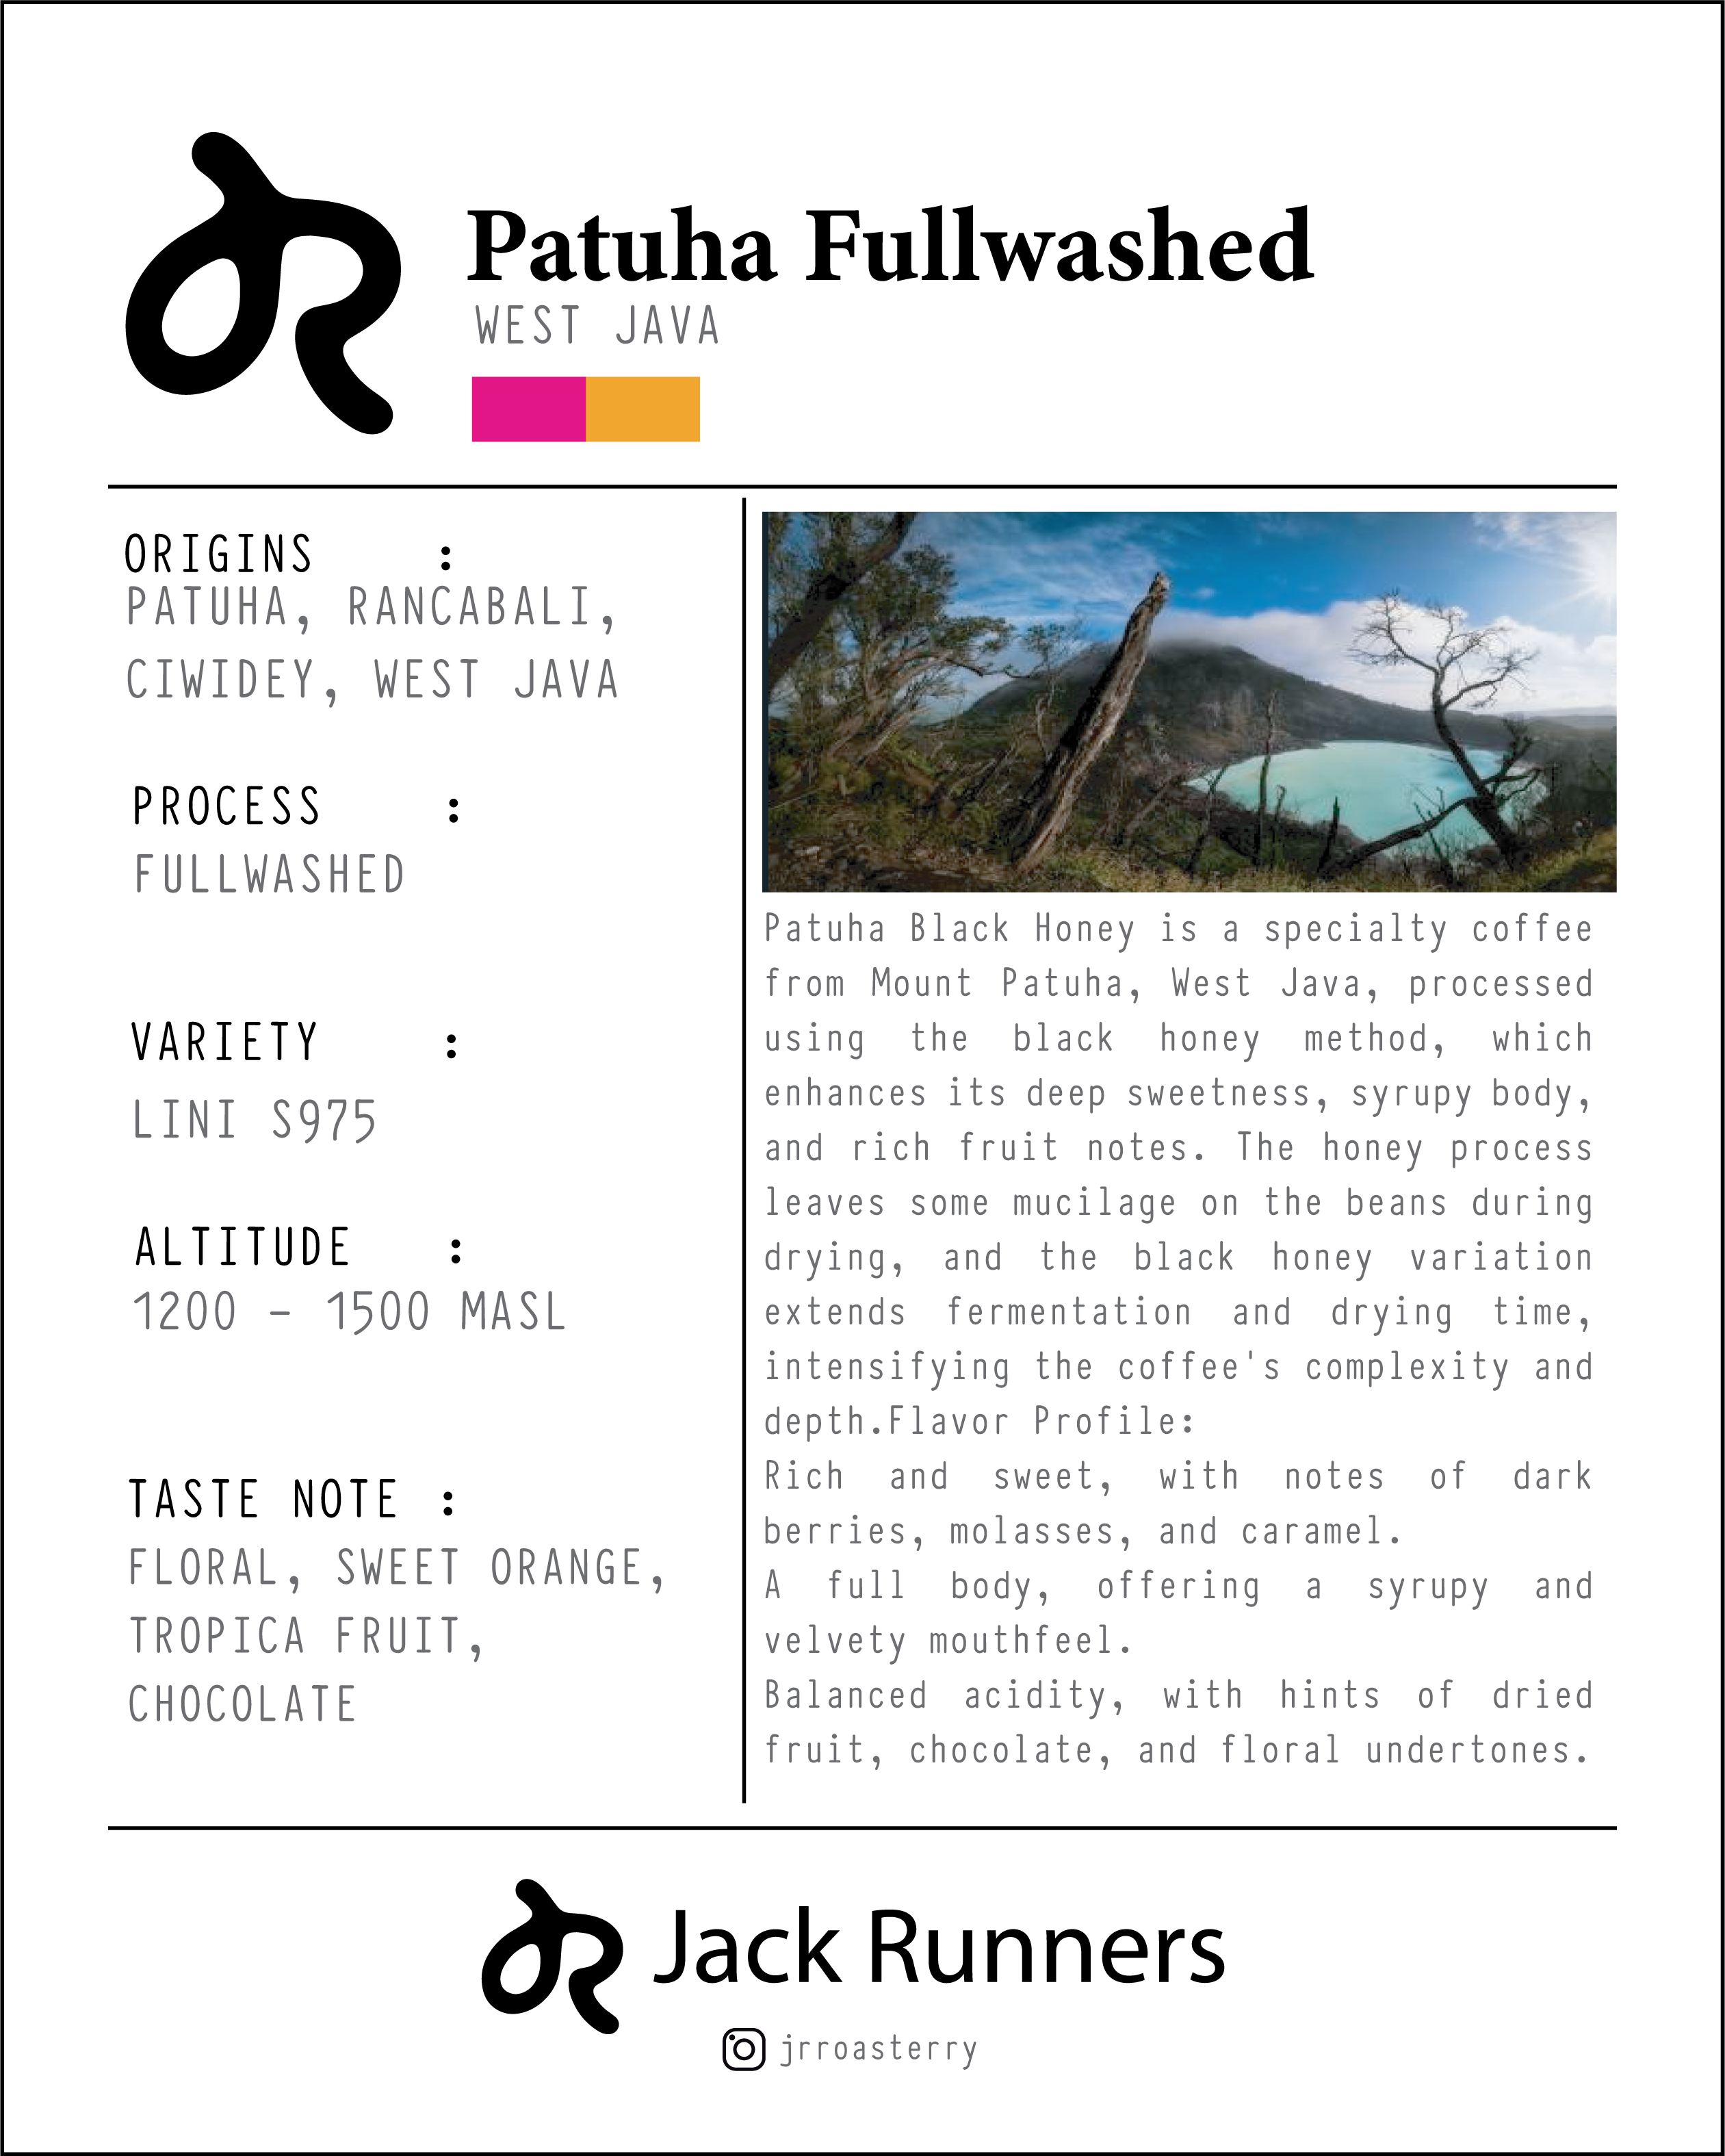 Patuha Fullwashed
WEST JAVA
ORIGINS :
PATUHA, RANCABALI,
CIWIDEY, WEST JAVA
PROCESS :
FULLWASHED
VARIETY :
LINI S975
ALTITUDE :
1200 - 1500 MASL
TASTE NOTE :
FLORAL, SWEET ORANGE,
TROPICA FRUIT,
CHOCOLATE
Patuha Black Honey is a specialty coffee
from Mount Patuha, West Java, processed
using the black honey method, which
enhances its deep sweetness, syrupy body,
and rich fruit notes. The honey process
leaves some mucilage on the beans during
drying, and the black honey variation
extends fermentation and drying time,
intensifying the coffee's complexity and
depth.Flavor Profile:
Rich and sweet, with notes of dark
berries, molasses, and caramel.
A full body, offering a syrupy and
velvety mouthfeel.
Balanced acidity, with hints of dried
fruit, chocolate, and floral undertones.
Jack Runners
jrroasterry